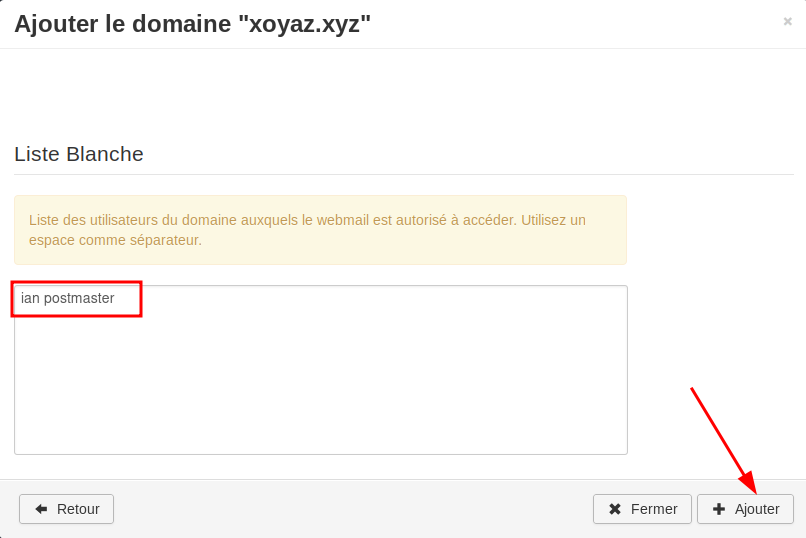 Ajouter le domaine "xoyaz.xyz"
×
Liste Blanche
Liste des utilisateurs du domaine auxquels le webmail est autorisé à accéder. Utilisez un
espace comme séparateur.
ian postmaster
Retour
Fermer
Ajouter